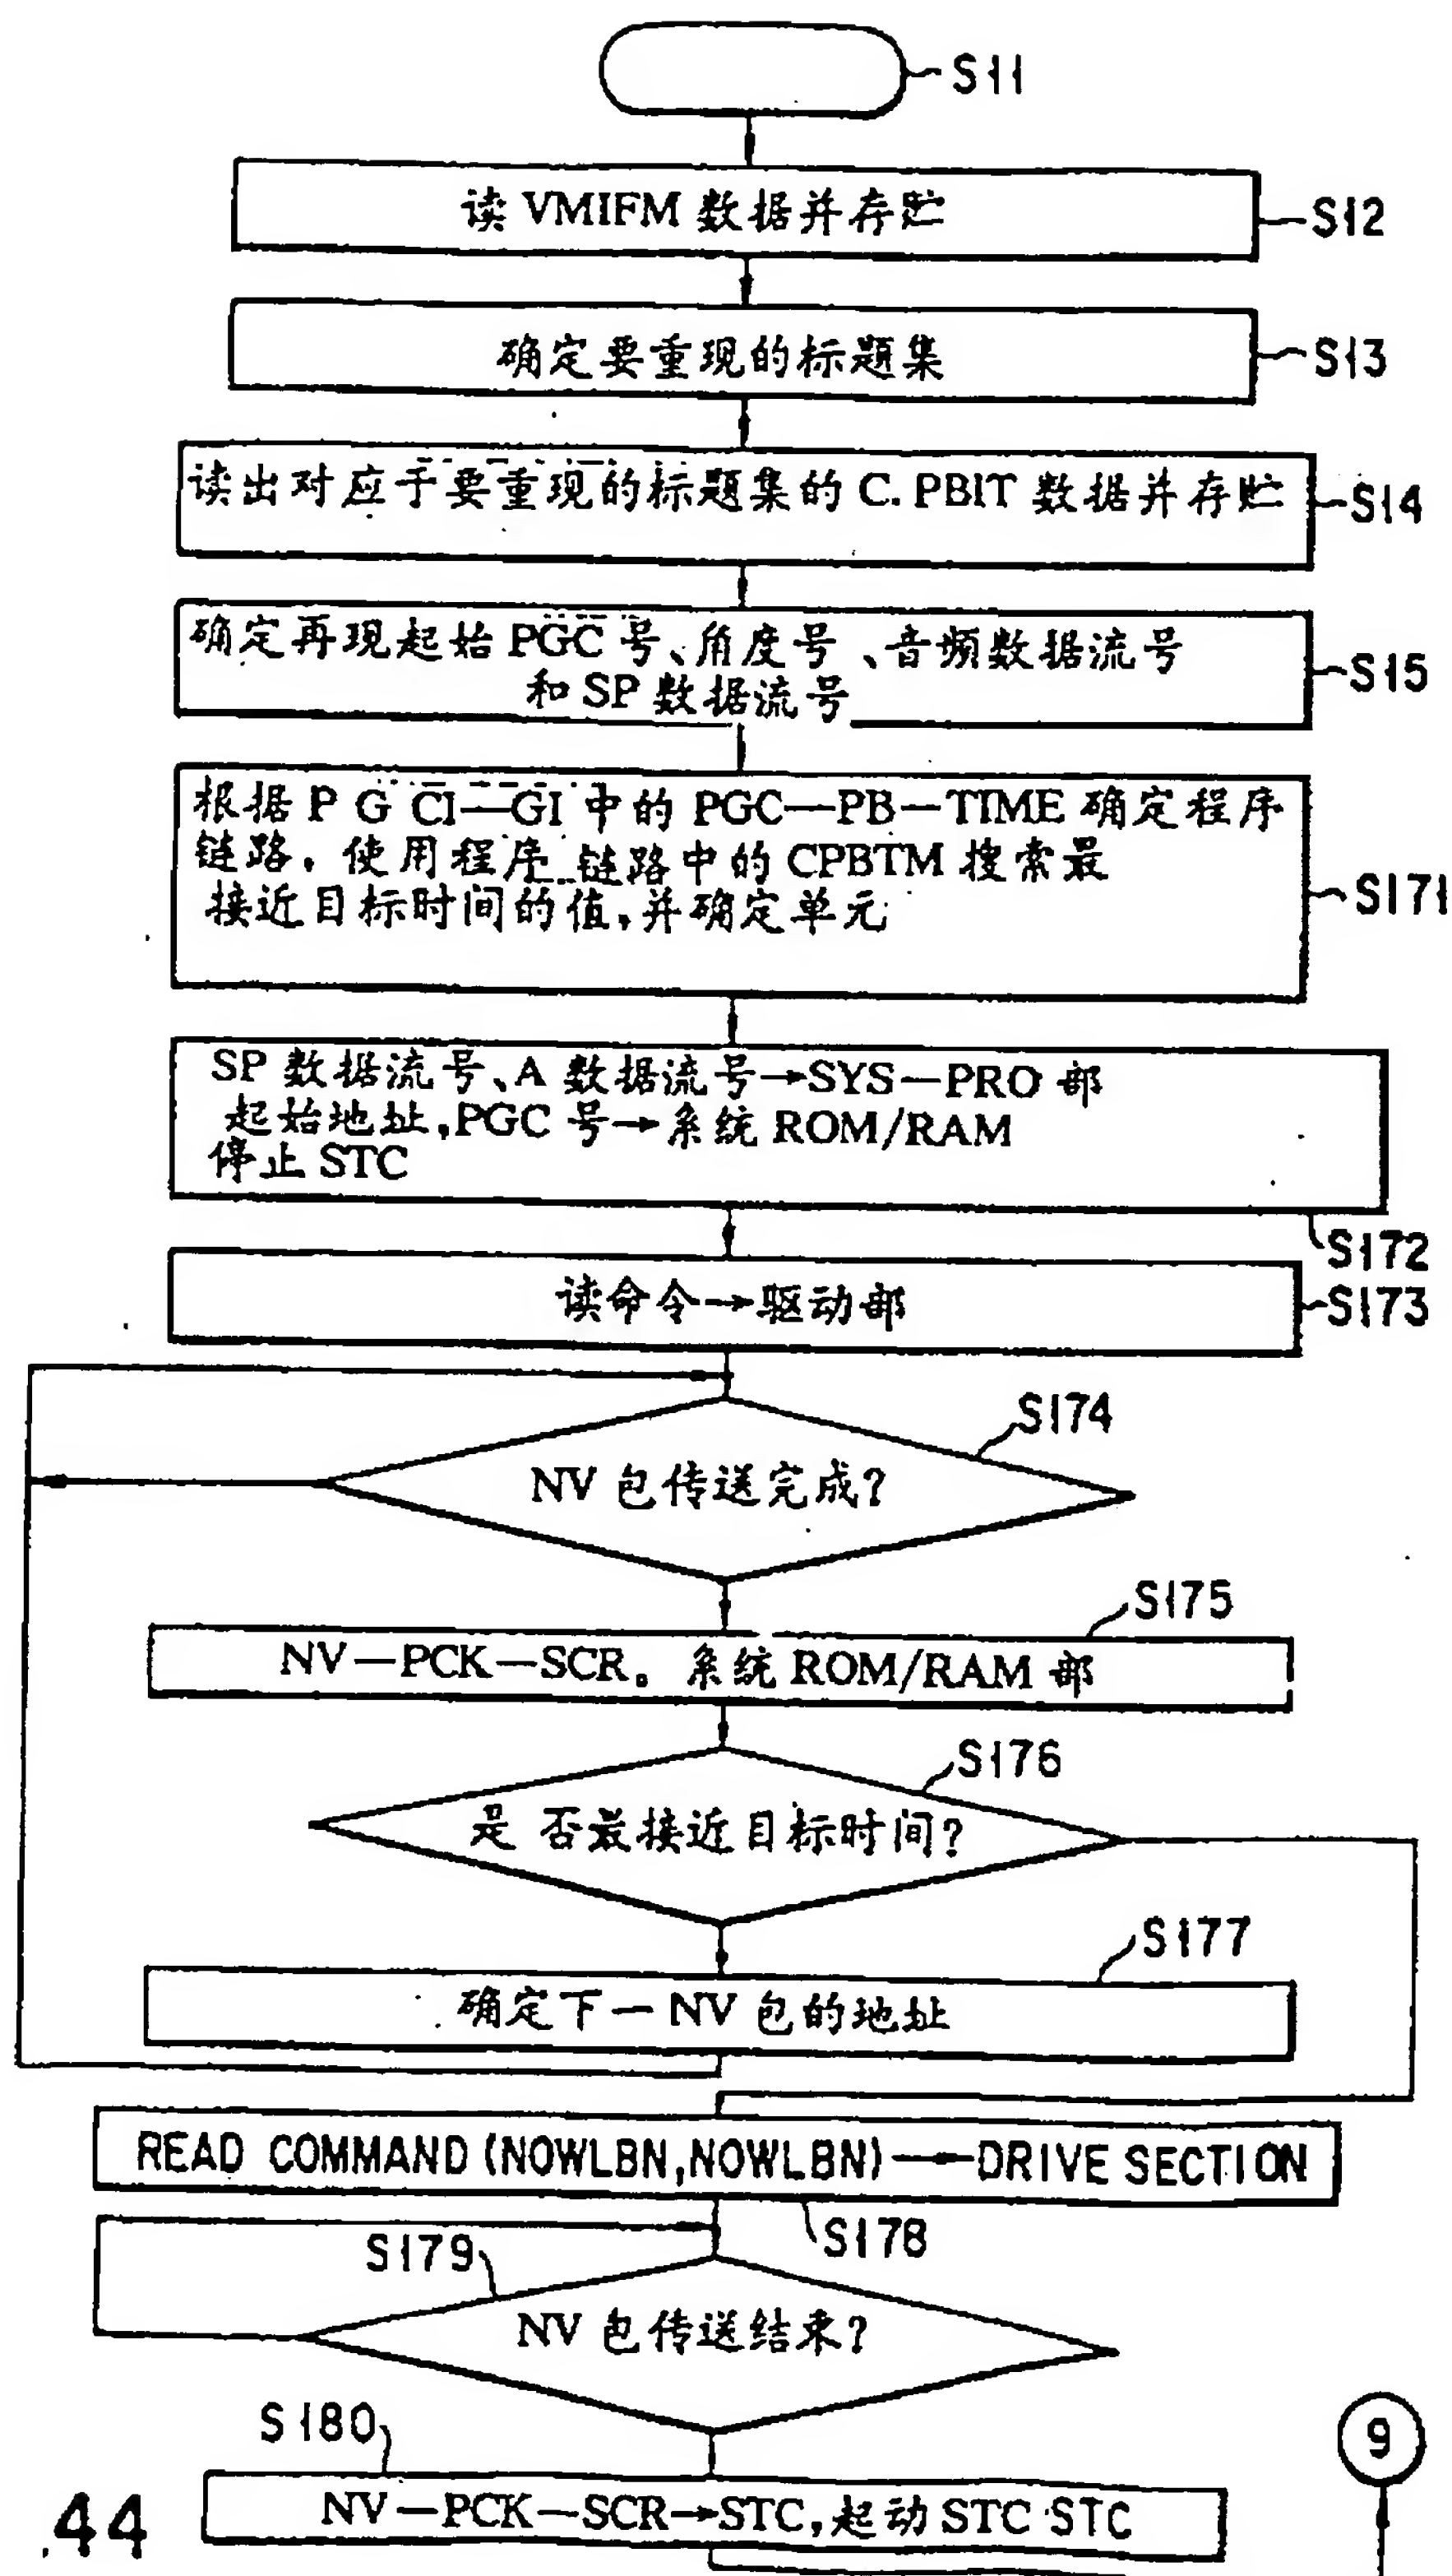 S11
读 VMIFM 数据并存贮
S12
确定要重现的标题集
S13
读出对应于要重现的标题集的 C.PBIT 数据并存贮
S14
确定再现起始 PGC 号、角度号、音频数据流号
和 SP 数据流号
S15
根据 P G CI—GI 中的 PGC—PB—TIME 确定程序
链路，使用程序 链路中的 CPBTM 搜索最
接近目标时间的值，并确定单元
S171
SP 数据流号、A 数据流号→SYS—PRO 部
起始地址，PGC 号→系统 ROM/RAM
停止 STC
S172
读命令→驱动部
S173
S174
NV 包传送完成？
S175
NV—PCK—SCR。系统 ROM/RAM 部
S176
是 否最接近目标时间？
S177
确定下一 NV 包的地址
READ COMMAND (NOWLBN,NOWLBN)→DRIVE SECTION
S178
S179
NV 包传送结束？
S180
9
NV—PCK—SCR→STC，起动 STC STC
.44